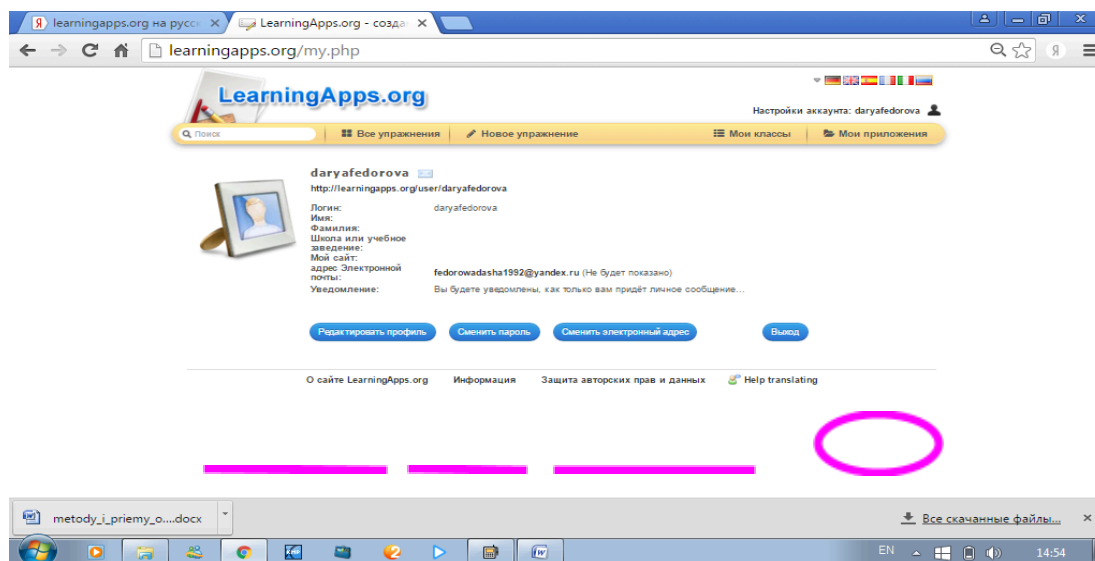 Я learningapps.org на русс
LearningApps.org - созда
learningapps.org/my.php
Я
LearningApps.org
Настройки аккаунта: daryafedorova
Поиск
Все упражнения
Новое упражнение
Мои классы
Мои приложения
daryafedorova
http://learningapps.org/user/daryafedorova
Логин: daryafedorova
Имя:
Фамилия:
Школа или учебное
заведение:
Мой сайт:
адрес Электронной
почты: fedorowadasha1992@yandex.ru (Не будет показано)
Уведомление: Вы будете уведомлены, как только вам придёт личное сообщение...
Редактировать профиль
Сменить пароль
Сменить электронный адрес
Выход
О сайте LearningApps.org
Информация
Защита авторских прав и данных
Help translating
metody_i_priemy_o....docx
Все скачанные файлы...
EN
14:54